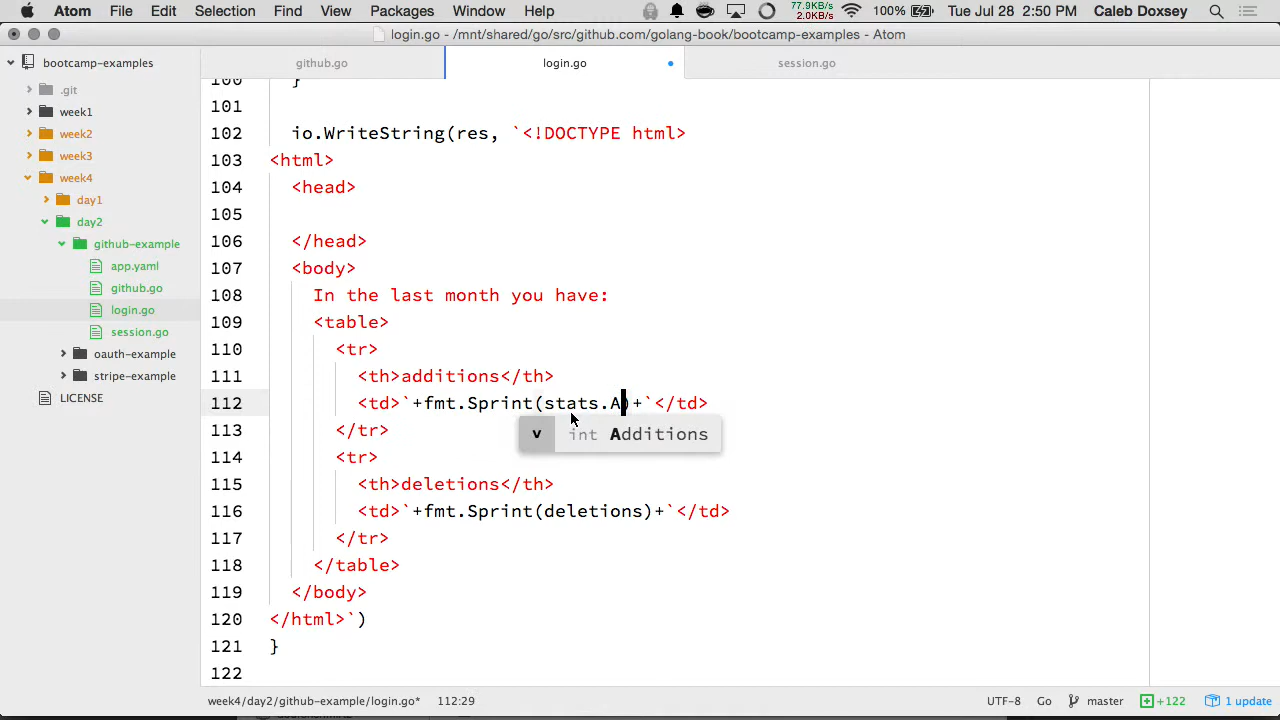 Atom File Edit Selection Find View Packages Window Help 77.9KB/s 2.0KB/s 100% Tue Jul 28 2:50 PM Caleb Doxsey
login.go - /mnt/shared/go/src/github.com/golang-book/bootcamp-examples - Atom
bootcamp-examples
github.go
login.go
session.go
.git
week1
week2
week3
week4
day1
day2
github-example
app.yaml
github.go
login.go
session.go
oauth-example
stripe-example
LICENSE
100 }
101
102 io.WriteString(res, `<!DOCTYPE html>
103 <html>
104 <head>
105
106 </head>
107 <body>
108 In the last month you have:
109 <table>
110 <tr>
111 <th>additions</th>
112 <td>`+fmt.Sprint(stats.A)+`</td>
v int Additions
113 </tr>
114 <tr>
115 <th>deletions</th>
116 <td>`+fmt.Sprint(deletions)+`</td>
117 </tr>
118 </table>
119 </body>
120 </html>`)
121 }
122
week4/day2/github-example/login.go* 112:29 UTF-8 Go master +122 1 update